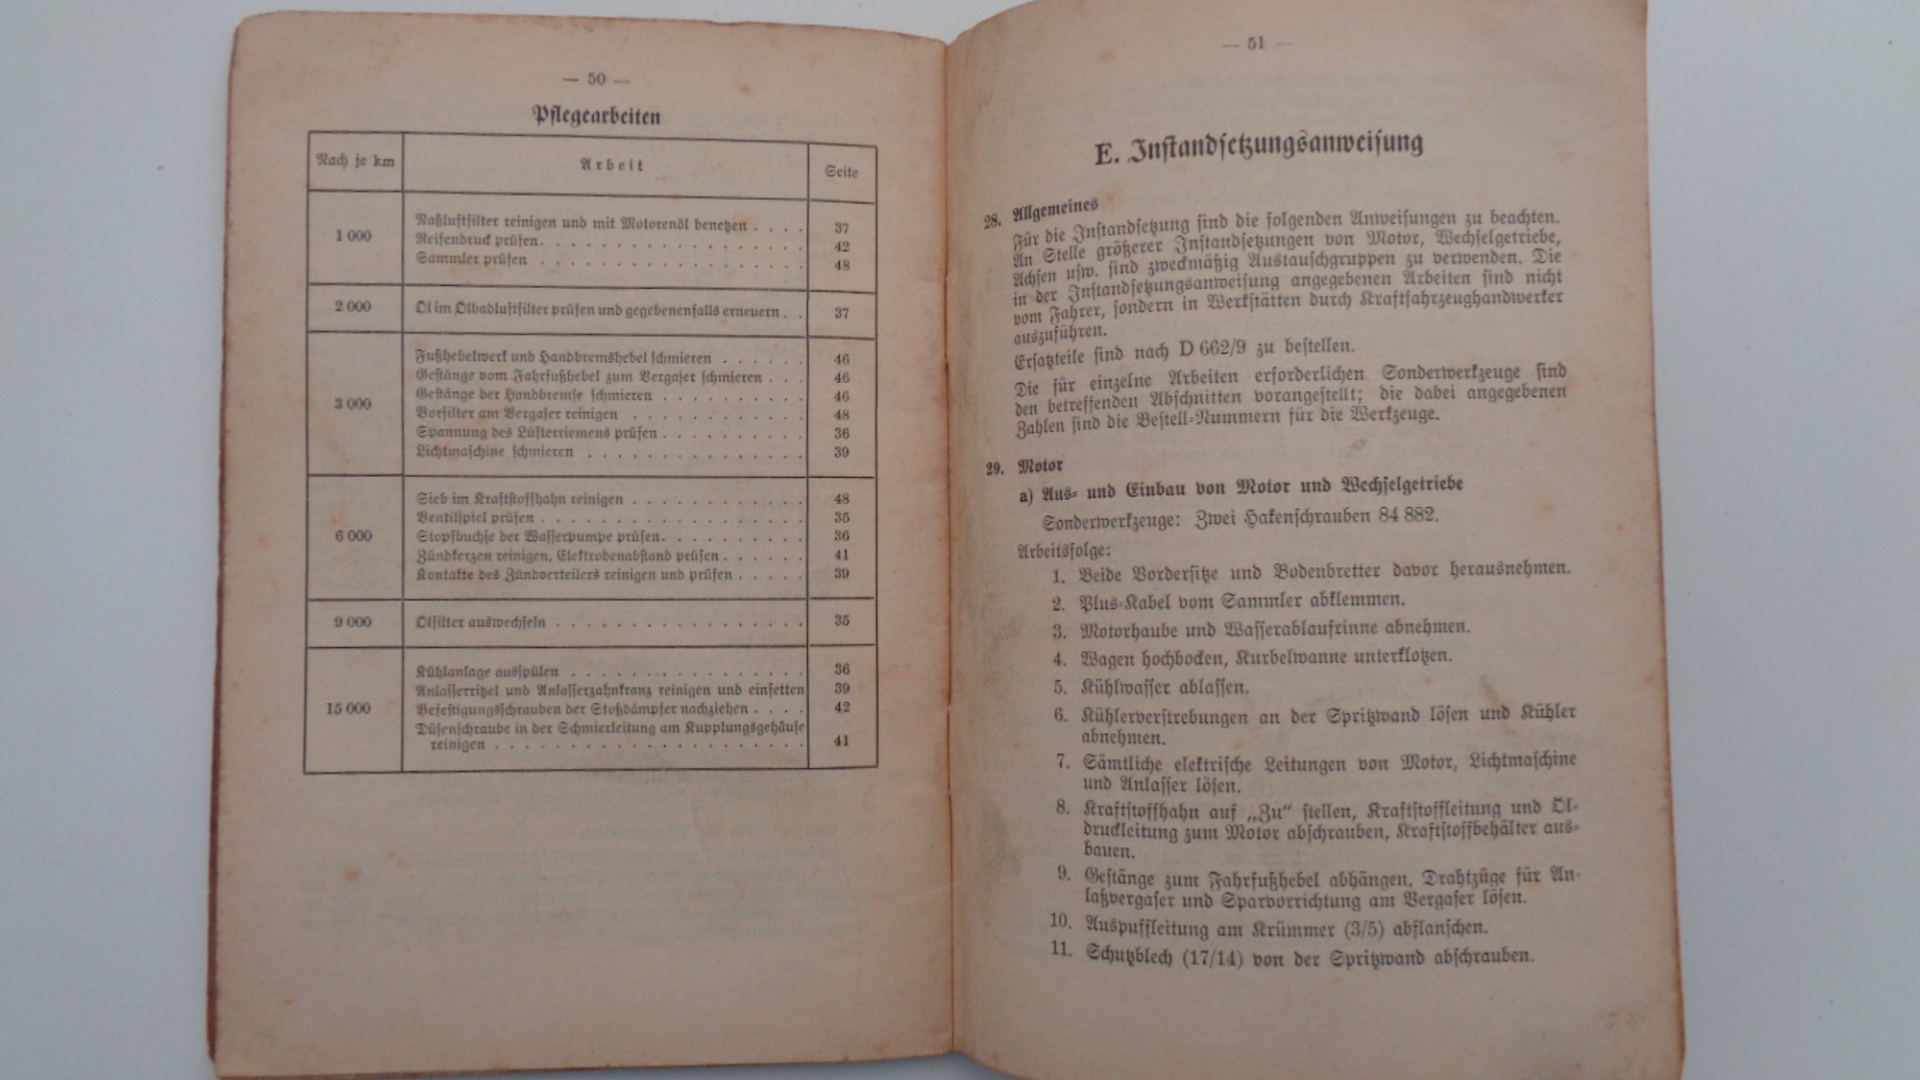 — 50 —
Pflegearbeiten
Nach je km Arbeit Seite
1 000
Naßluftfilter reinigen und mit Motorenöl benetzen . . . . 37
Reifendruck prüfen. . . . . . . . . . . . . . . . . . 42
Sammler prüfen . . . . . . . . . . . . . . . . . . 48
2 000 Öl im Ölbadluftfilter prüfen und gegebenenfalls erneuern . . 37
3 000
Fußhebelwerk und Handbremshebel schmieren . . . . . . 46
Gestänge vom Fahrfußhebel zum Vergaser schmieren . . . 46
Gestänge der Handbremse schmieren . . . . . . . . . . 46
Vorfilter am Vergaser reinigen . . . . . . . . . . . . 48
Spannung des Lüfterriemens prüfen . . . . . . . . . . 36
Lichtmaschine schmieren . . . . . . . . . . . . . . . 39
6 000
Sieb im Kraftstoffhahn reinigen . . . . . . . . . . . . 48
Ventilspiel prüfen . . . . . . . . . . . . . . . . . . 35
Stopfbuchse der Wasserpumpe prüfen. . . . . . . . . . 36
Zündkerzen reinigen, Elektrodenabstand prüfen . . . . . . 41
Kontakte des Zündverteilers reinigen und prüfen . . . . . 39
9 000 Ölfilter auswechseln . . . . . . . . . . . . . . . . . 35
15 000
Kühlanlage ausspülen . . . . . . . . . . . . . . . . 36
Anlasserritzel und Anlasserzahnkranz reinigen und einfetten 39
Befestigungsschrauben der Stoßdämpfer nachziehen . . . . 42
Düsenschraube in der Schmierleitung am Kupplungsgehäuse
reinigen . . . . . . . . . . . . . . . . . . . . . 41
— 51 —
E. Instandsetzungsanweisung
28. Allgemeines
Für die Instandsetzung sind die folgenden Anweisungen zu beachten.
An Stelle größerer Instandsetzungen von Motor, Wechselgetriebe,
Achsen usw. sind zweckmäßig Austauschgruppen zu verwenden. Die
in der Instandsetzungsanweisung angegebenen Arbeiten sind nicht
vom Fahrer, sondern in Werkstätten durch Kraftfahrzeughandwerker
auszuführen.
Ersatzteile sind nach D 662/9 zu bestellen.
Die für einzelne Arbeiten erforderlichen Sonderwerkzeuge sind
den betreffenden Abschnitten vorangestellt; die dabei angegebenen
Zahlen sind die Bestell-Nummern für die Werkzeuge.
29. Motor
a) Aus- und Einbau von Motor und Wechselgetriebe
Sonderwerkzeuge: Zwei Hakenschrauben 84 882.
Arbeitsfolge:
1. Beide Vordersitze und Bodenbretter davor herausnehmen.
2. Plus-Kabel vom Sammler abklemmen.
3. Motorhaube und Wasserablaufrinne abnehmen.
4. Wagen hochbocken, Kurbelwanne unterklotzen.
5. Kühlwasser ablassen.
6. Kühlerverstrebungen an der Spritzwand lösen und Kühler
abnehmen.
7. Sämtliche elektrische Leitungen von Motor, Lichtmaschine
und Anlasser lösen.
8. Kraftstoffhahn auf „Zu“ stellen, Kraftstoffleitung und Öl-
druckleitung zum Motor abschrauben, Kraftstoffbehälter aus-
bauen.
9. Gestänge zum Fahrfußhebel abhängen, Drahtzüge für An-
laßvergaser und Sparvorrichtung am Vergaser lösen.
10. Auspuffleitung am Krümmer (3/5) abflanschen.
11. Schutzblech (17/14) von der Spritzwand abschrauben.